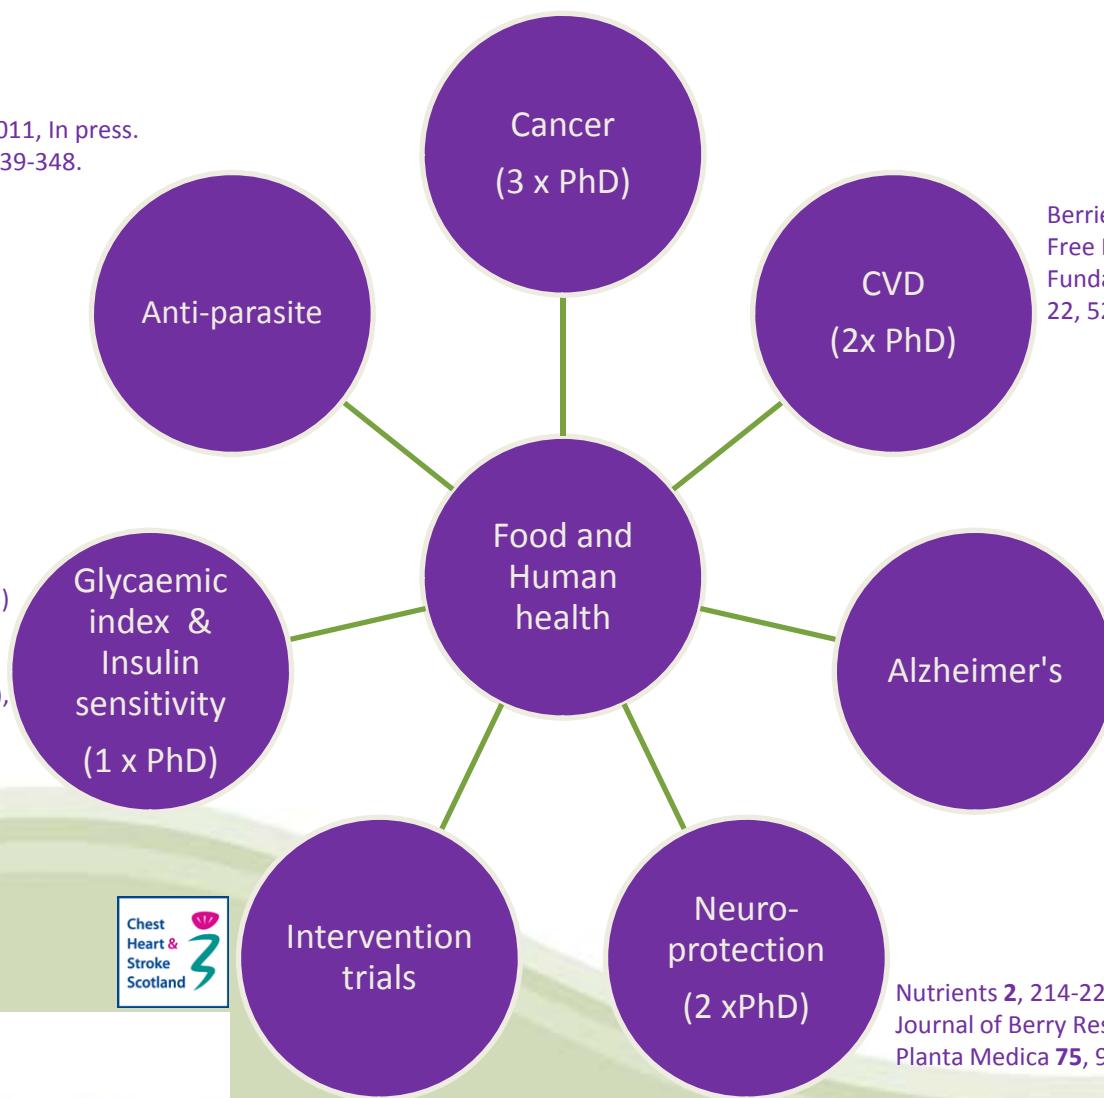 Cancer
(3 x PhD)
011, In press.
39-348.
Anti-parasite
CVD
(2x PhD)
Berrie
Free
Funda
22, 52
Food and
Human
health
Glycaemic
index &
Insulin
sensitivity
(1 x PhD)
)
),
Alzheimer's
Intervention
trials
Chest
Heart &
Stroke
Scotland
Neuro-
protection
(2 xPhD)
Nutrients 2, 214-22
Journal of Berry Res
Planta Medica 75, 9